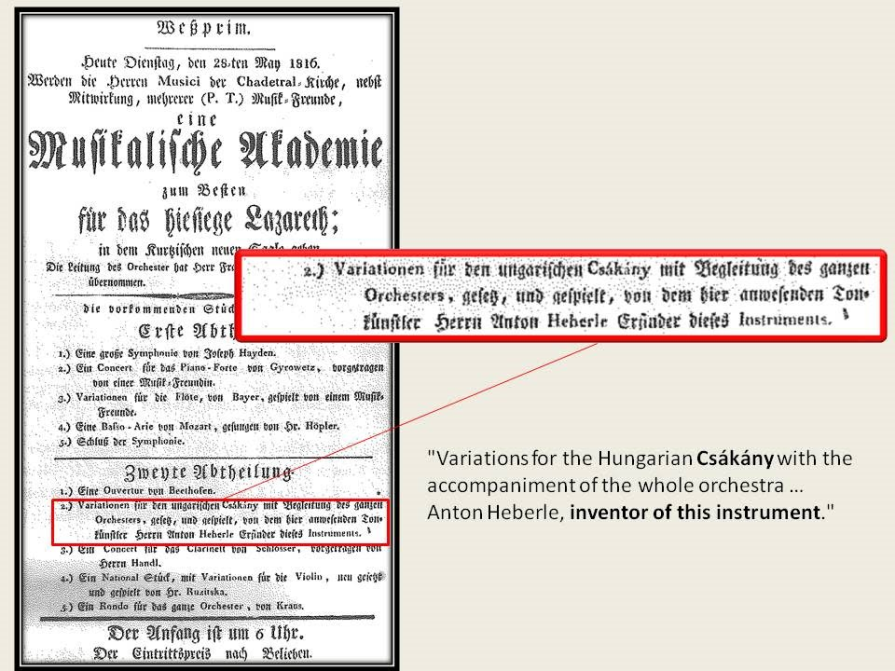 Weßprim.
Heute Dienstag, den 28-ten May 1816.
Werden die Herren Musici der Chadetral-Kirche, nebst
Mitwirkung, mehrerer (P. T.) Musik-Freunde,
eine
Musikalische Akademie
zum Besten
für das hiesiege Lazareth;
in dem Kurzischen neuen Saale geben.
Die Leitung des Orchester hat Herr
übernommen.
die vorkommenden
Erste
1.) Eine große Symphonie von Joseph Hayden.
2.) Ein Concert für das Piano-Forte von Gyrowetz, vorgetragen
von einer Musik-Freundin.
3.) Variationen für die Flöte, von Bayer, gespielt von einem Musik-
Freunde.
4.) Eine Baßo-Arie von Mozart, gesungen von Hr. Höpler.
5.) Schluß der Symphonie.
Zweyte Abtheilung.
1.) Eine Ouvertur von Beethofen.
2.) Variationen für den ungarischen Csákány mit Begleitung des ganzen
Orchesters, gesetz, und gespielt, von dem hier anwesenden Ton-
künstler Herrn Anton Heberle Erfinder dieses Instruments.
3.) Ein Concert für das Clarinett von Schlosser, vorgetragen von
Herrn Handl.
4.) Ein National Stück, mit Variationen für die Violin, neu gesetzt
und gespielt von Hr. Ruzitska.
5.) Ein Rondo für das ganze Orchester, von Kraus.
Der Anfang ist um 6 Uhr.
Der Eintrittspreis nach Belieben.
2.) Variationen für den ungarischen Csákány mit Begleitung des ganzen
Orchesters, gesetz, und gespielt, von dem hier anwesenden Ton-
künstler Herrn Anton Heberle Erfinder dieses Instruments.
"Variations for the Hungarian Csákány with the
accompaniment of the whole orchestra ...
Anton Heberle, inventor of this instrument."